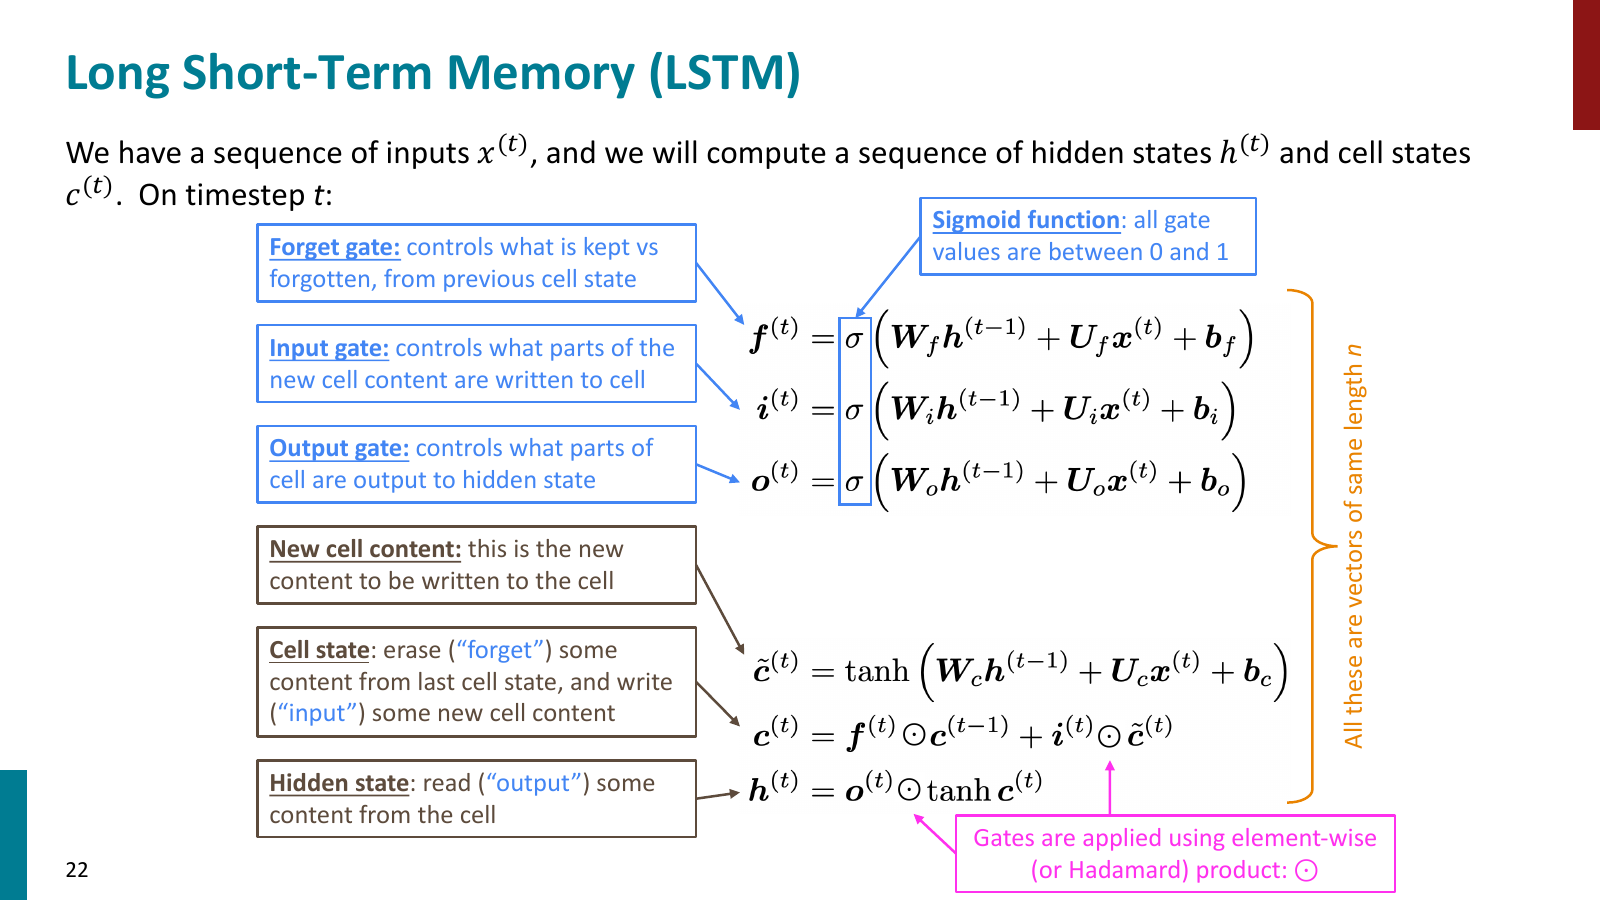 Long Short-Term Memory (LSTM)
We have a sequence of inputs x^(t), and we will compute a sequence of hidden states h^(t) and cell states
c^(t). On timestep t:
Sigmoid function: all gate
values are between 0 and 1
Forget gate: controls what is kept vs
forgotten, from previous cell state
f^(t) = σ(W_f h^(t−1) + U_f x^(t) + b_f)
Input gate: controls what parts of the
new cell content are written to cell
i^(t) = σ(W_i h^(t−1) + U_i x^(t) + b_i)
Output gate: controls what parts of
cell are output to hidden state
o^(t) = σ(W_o h^(t−1) + U_o x^(t) + b_o)
New cell content: this is the new
content to be written to the cell
c̃^(t) = tanh(W_c h^(t−1) + U_c x^(t) + b_c)
Cell state: erase (“forget”) some
content from last cell state, and write
(“input”) some new cell content
c^(t) = f^(t) ⊙ c^(t−1) + i^(t) ⊙ c̃^(t)
Hidden state: read (“output”) some
content from the cell
h^(t) = o^(t) ⊙ tanh c^(t)
All these are vectors of same length n
Gates are applied using element-wise
(or Hadamard) product: ⊙
22